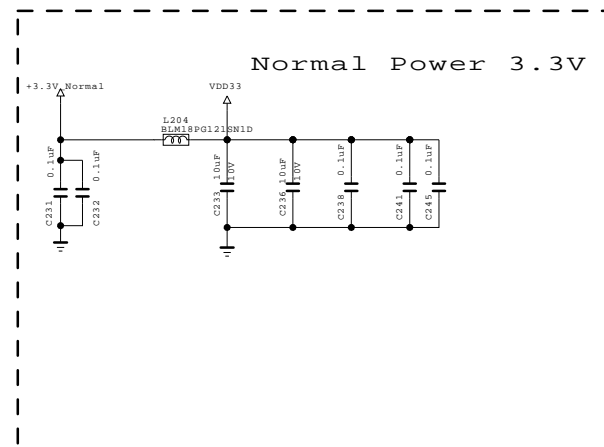 Normal Power 3.3V
+3.3V_Normal
VDD33
L204
BLM18PG121SN1D
C231
0.1uF
C232
0.1uF
C233
10uF
10V
C236
10uF
10V
C238
0.1uF
C241
0.1uF
C245
0.1uF